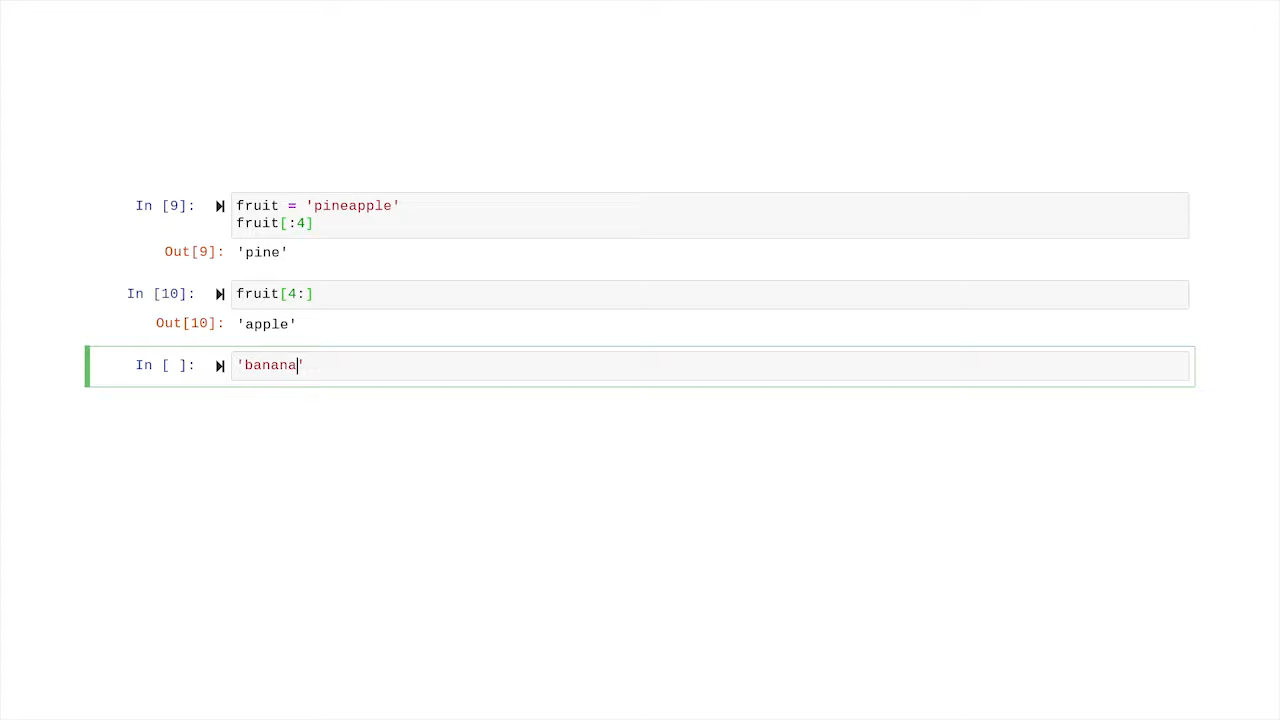 In [9]: fruit = 'pineapple'
fruit[:4]
Out[9]: 'pine'
In [10]: fruit[4:]
Out[10]: 'apple'
In [ ]: 'banana'